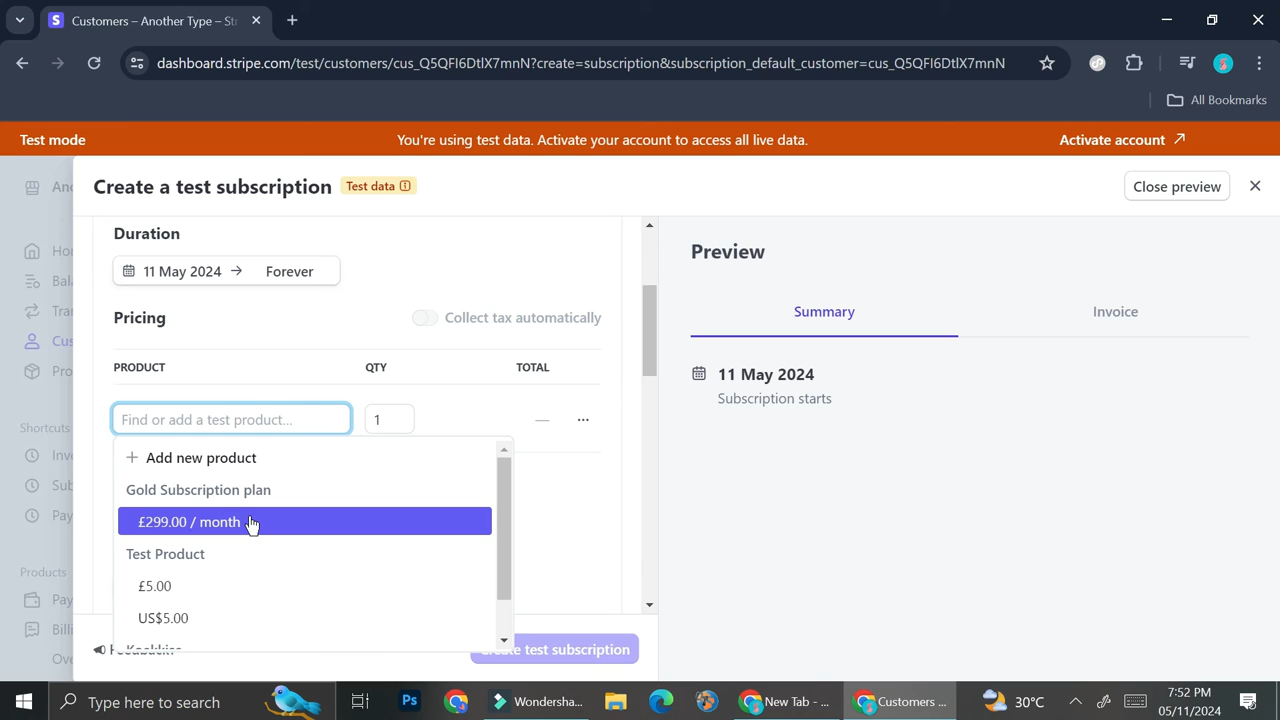 Customers – Another Type – St
dashboard.stripe.com/test/customers/cus_Q5QFI6DtIX7mnN?create=subscription&subscription_default_customer=cus_Q5QFI6DtIX7mnN
All Bookmarks
Test mode
You're using test data. Activate your account to access all live data.
Activate account
Create a test subscription
Test data
Close preview
Duration
11 May 2024 → Forever
Pricing
Collect tax automatically
PRODUCT
QTY
TOTAL
Find or add a test product...
1
—
Add new product
Gold Subscription plan
£299.00 / month
Test Product
£5.00
US$5.00
Create test subscription
Preview
Summary
Invoice
11 May 2024
Subscription starts
Shortcuts
Products
Type here to search
Ps
Wondersha...
New Tab - ...
Customers ...
30°C
7:52 PM
05/11/2024